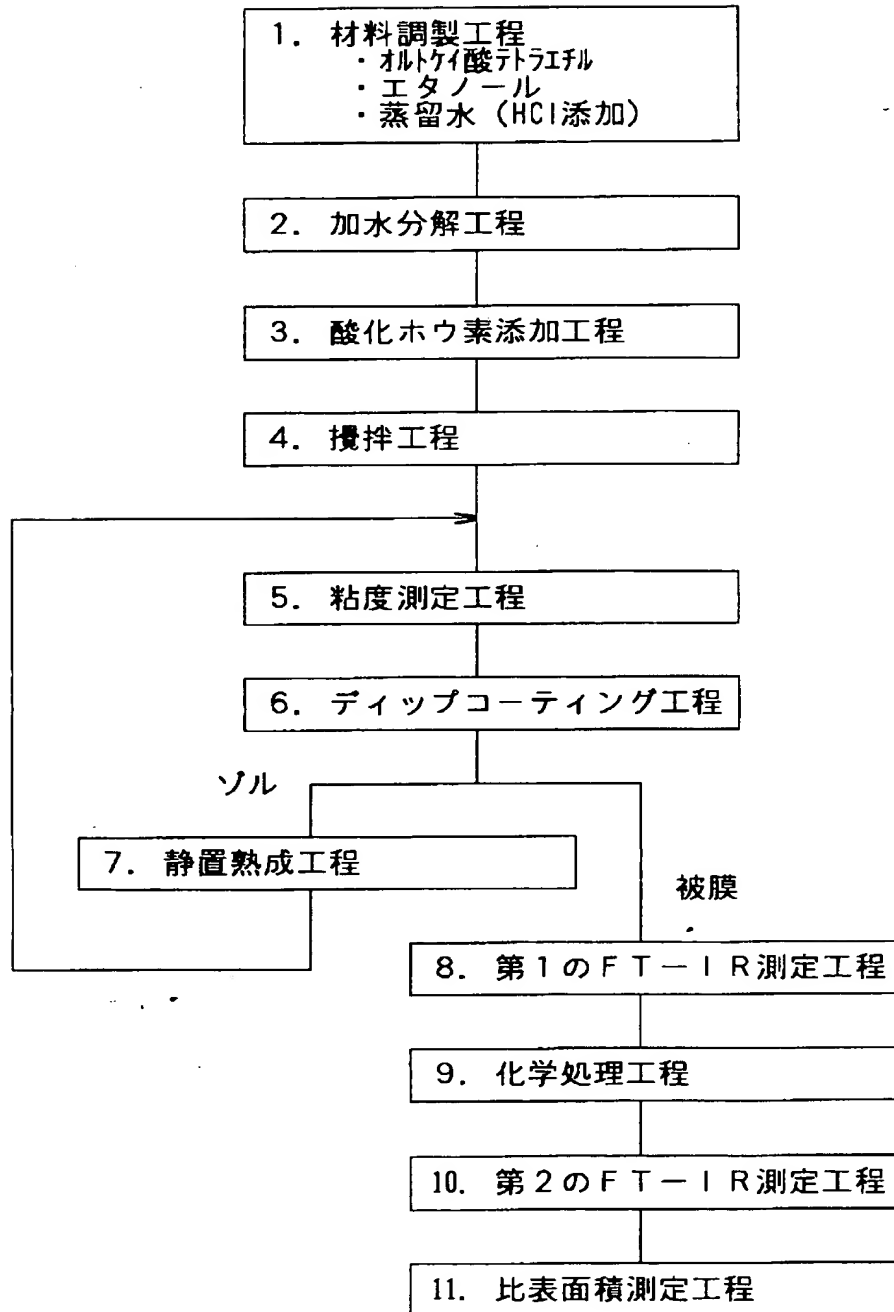 1. 材料調製工程
・オルトケイ酸テトラエチル
・エタノール
・蒸留水（HCl添加）
2. 加水分解工程
3. 酸化ホウ素添加工程
4. 攪拌工程
5. 粘度測定工程
6. ディップコーティング工程
ゾル
7. 静置熟成工程
被膜
8. 第1のFT－IR測定工程
9. 化学処理工程
10. 第2のFT－IR測定工程
11. 比表面積測定工程